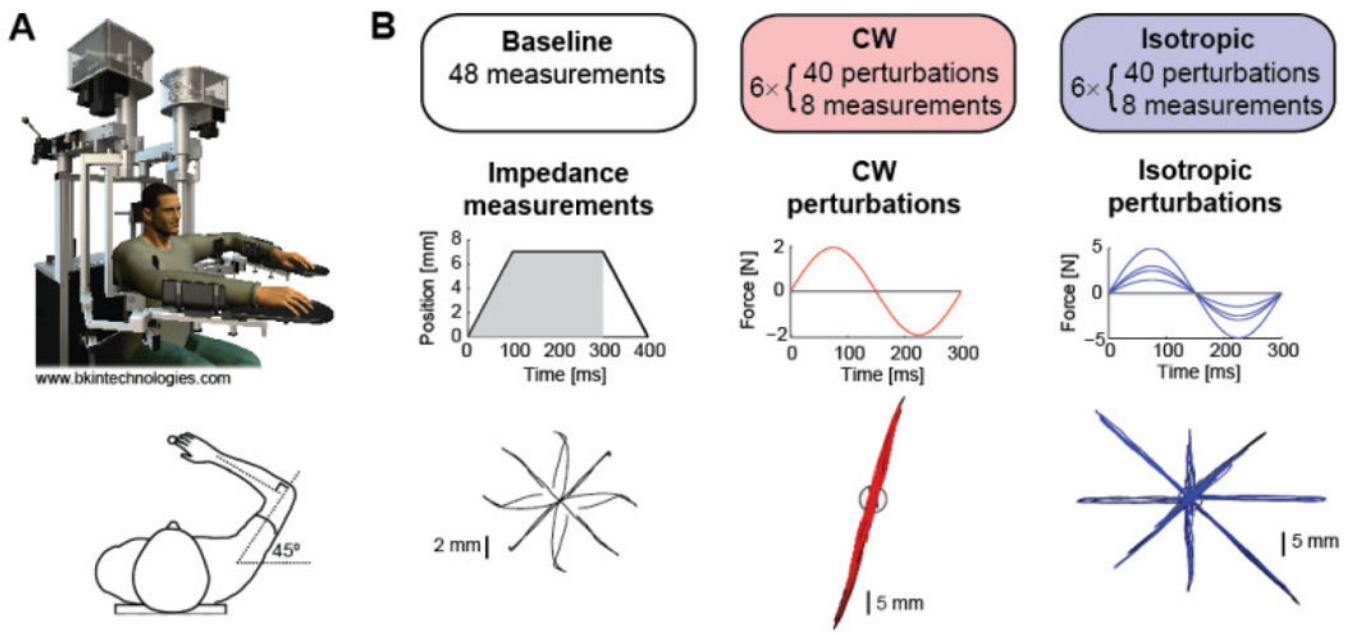 A
www.bkintechnologies.com
45º
B
Baseline
48 measurements
CW
6× { 40 perturbations
8 measurements
Isotropic
6× { 40 perturbations
8 measurements
Impedance
measurements
Position [mm]
8
6
4
2
0
0 100 300 400
Time [ms]
2 mm
CW
perturbations
Force [N]
2
0
−2
0 100 200 300
Time [ms]
5 mm
Isotropic
perturbations
Force [N]
5
0
−5
0 100 200 300
Time [ms]
5 mm